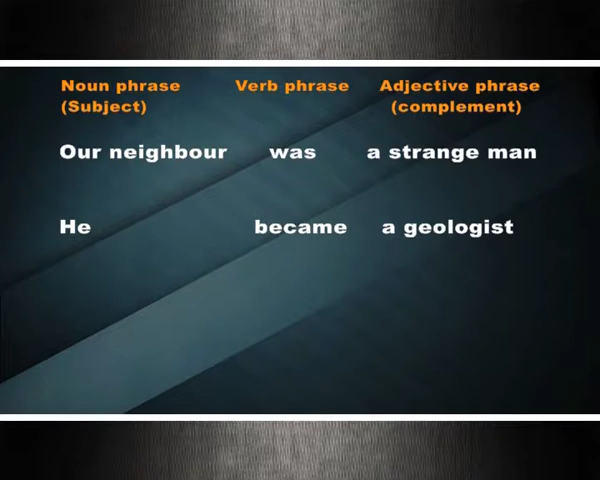 Noun phrase Verb phrase Adjective phrase
(Subject) (complement)
Our neighbour was a strange man
He became a geologist